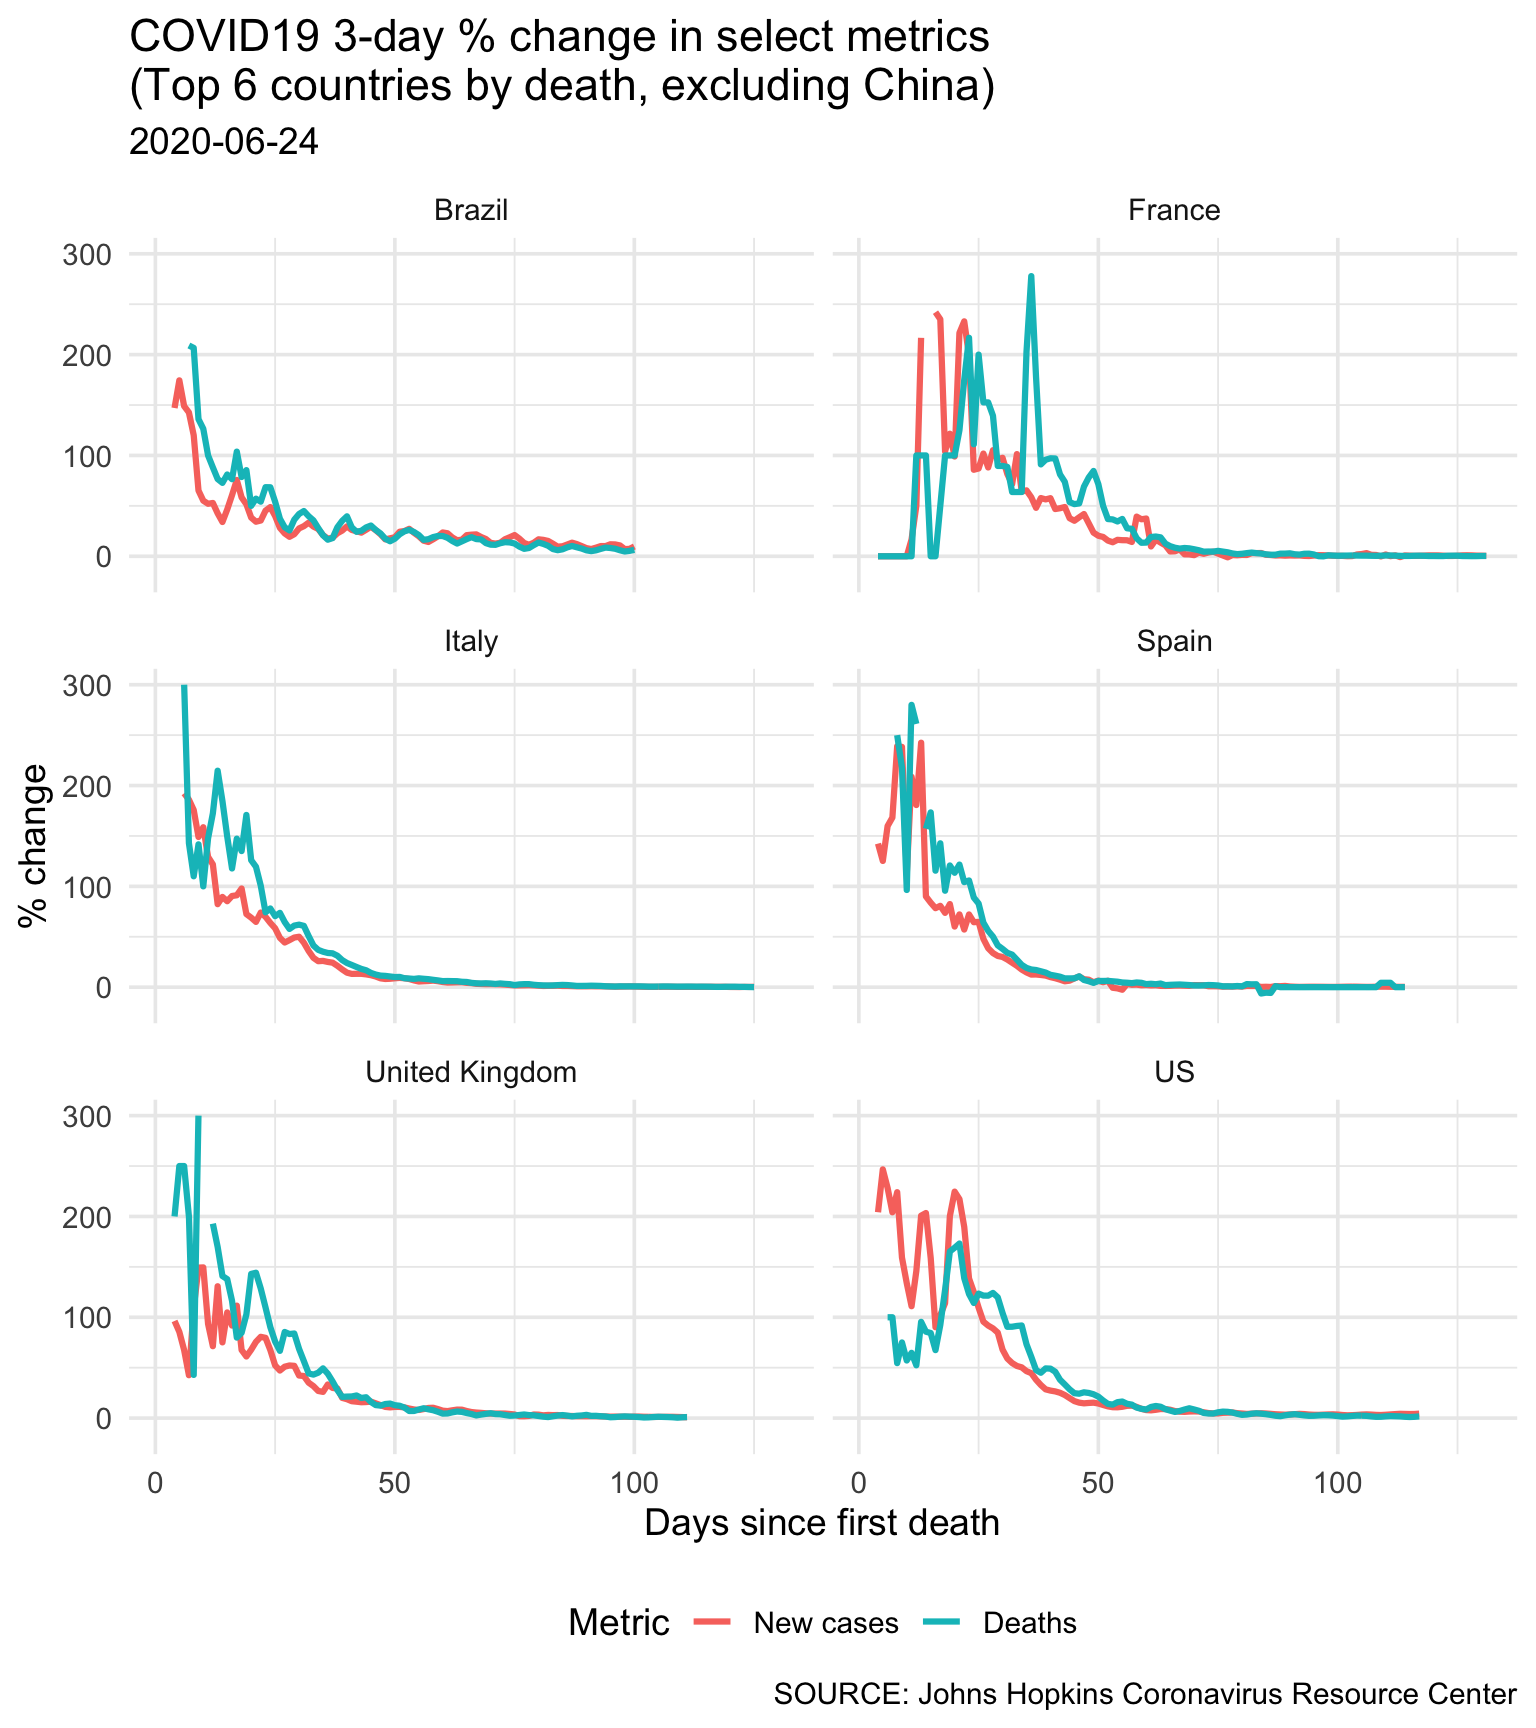 COVID19 3-day % change in select metrics
(Top 6 countries by death, excluding China)
2020-06-24
Brazil
France
300
200
100
0
Italy
Spain
300
200
100
0
% change
United Kingdom
US
300
200
100
0
0 50 100
0 50 100
Days since first death
Metric New cases Deaths
SOURCE: Johns Hopkins Coronavirus Resource Center